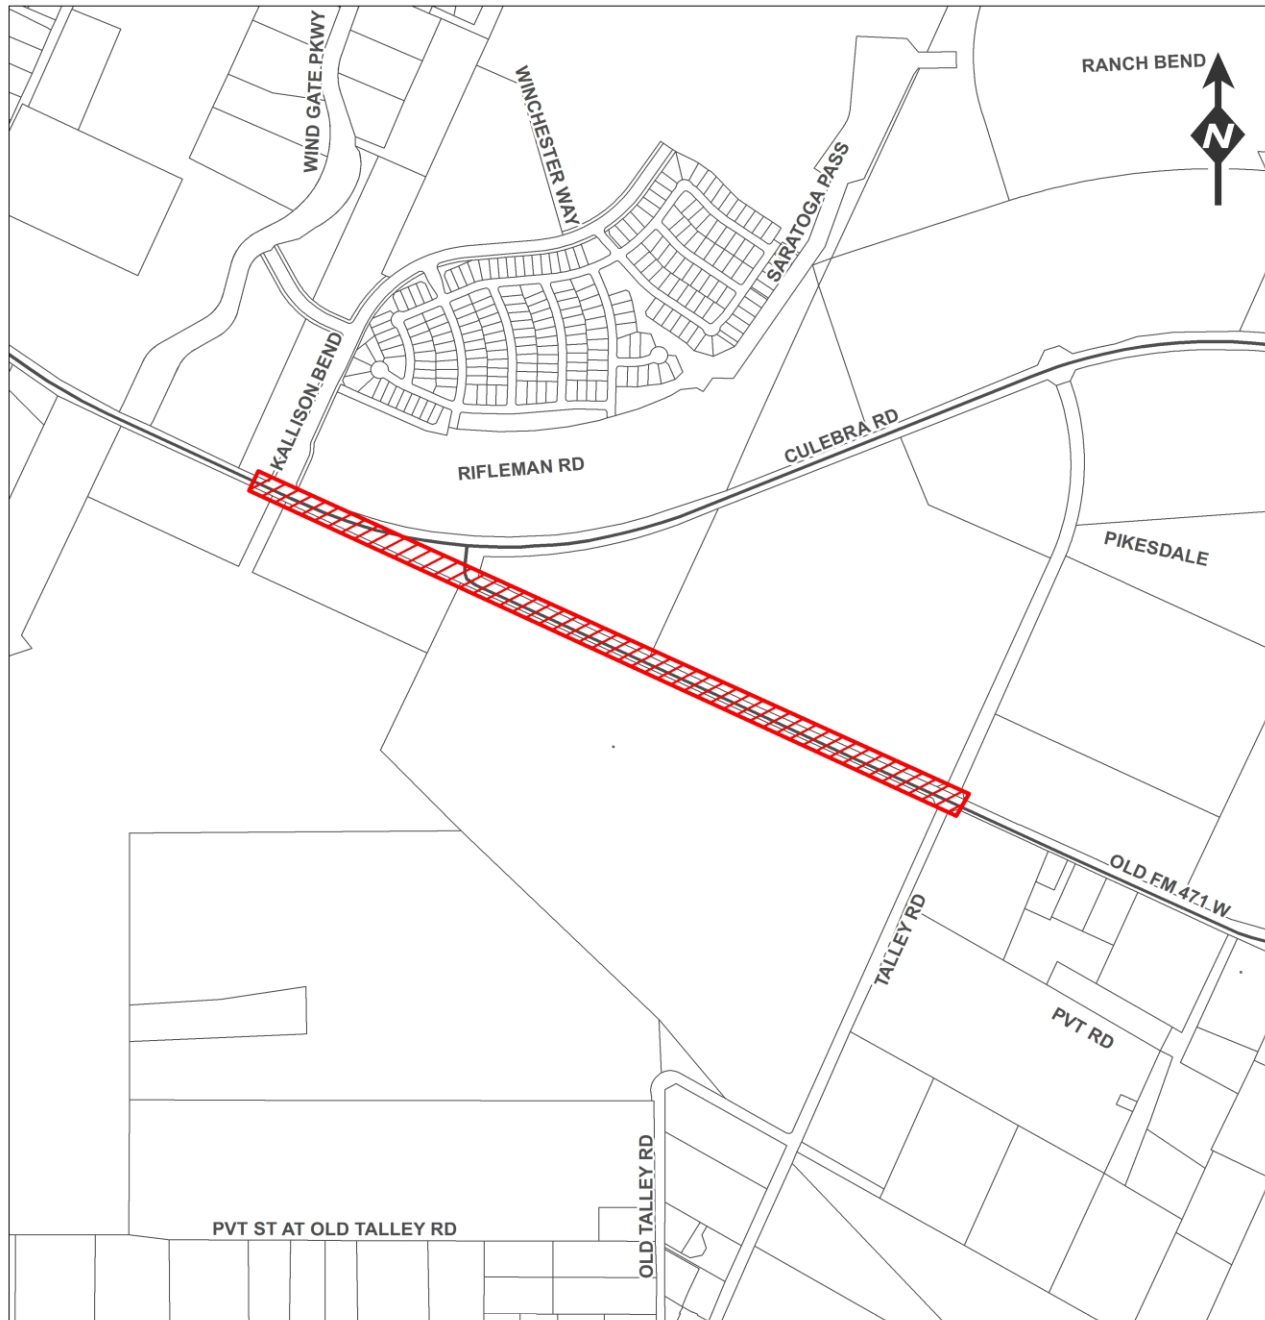 WIND GATE PKWY
WINCHESTER WAY
RANCH BEND
N
SARATOGA PASS
KALLISON BEND
CULEBRA RD
RIFLEMAN RD
PIKESDALE
OLD FM 471 W
TALLEY RD
PVT RD
OLD TALLEY RD
PVT ST AT OLD TALLEY RD